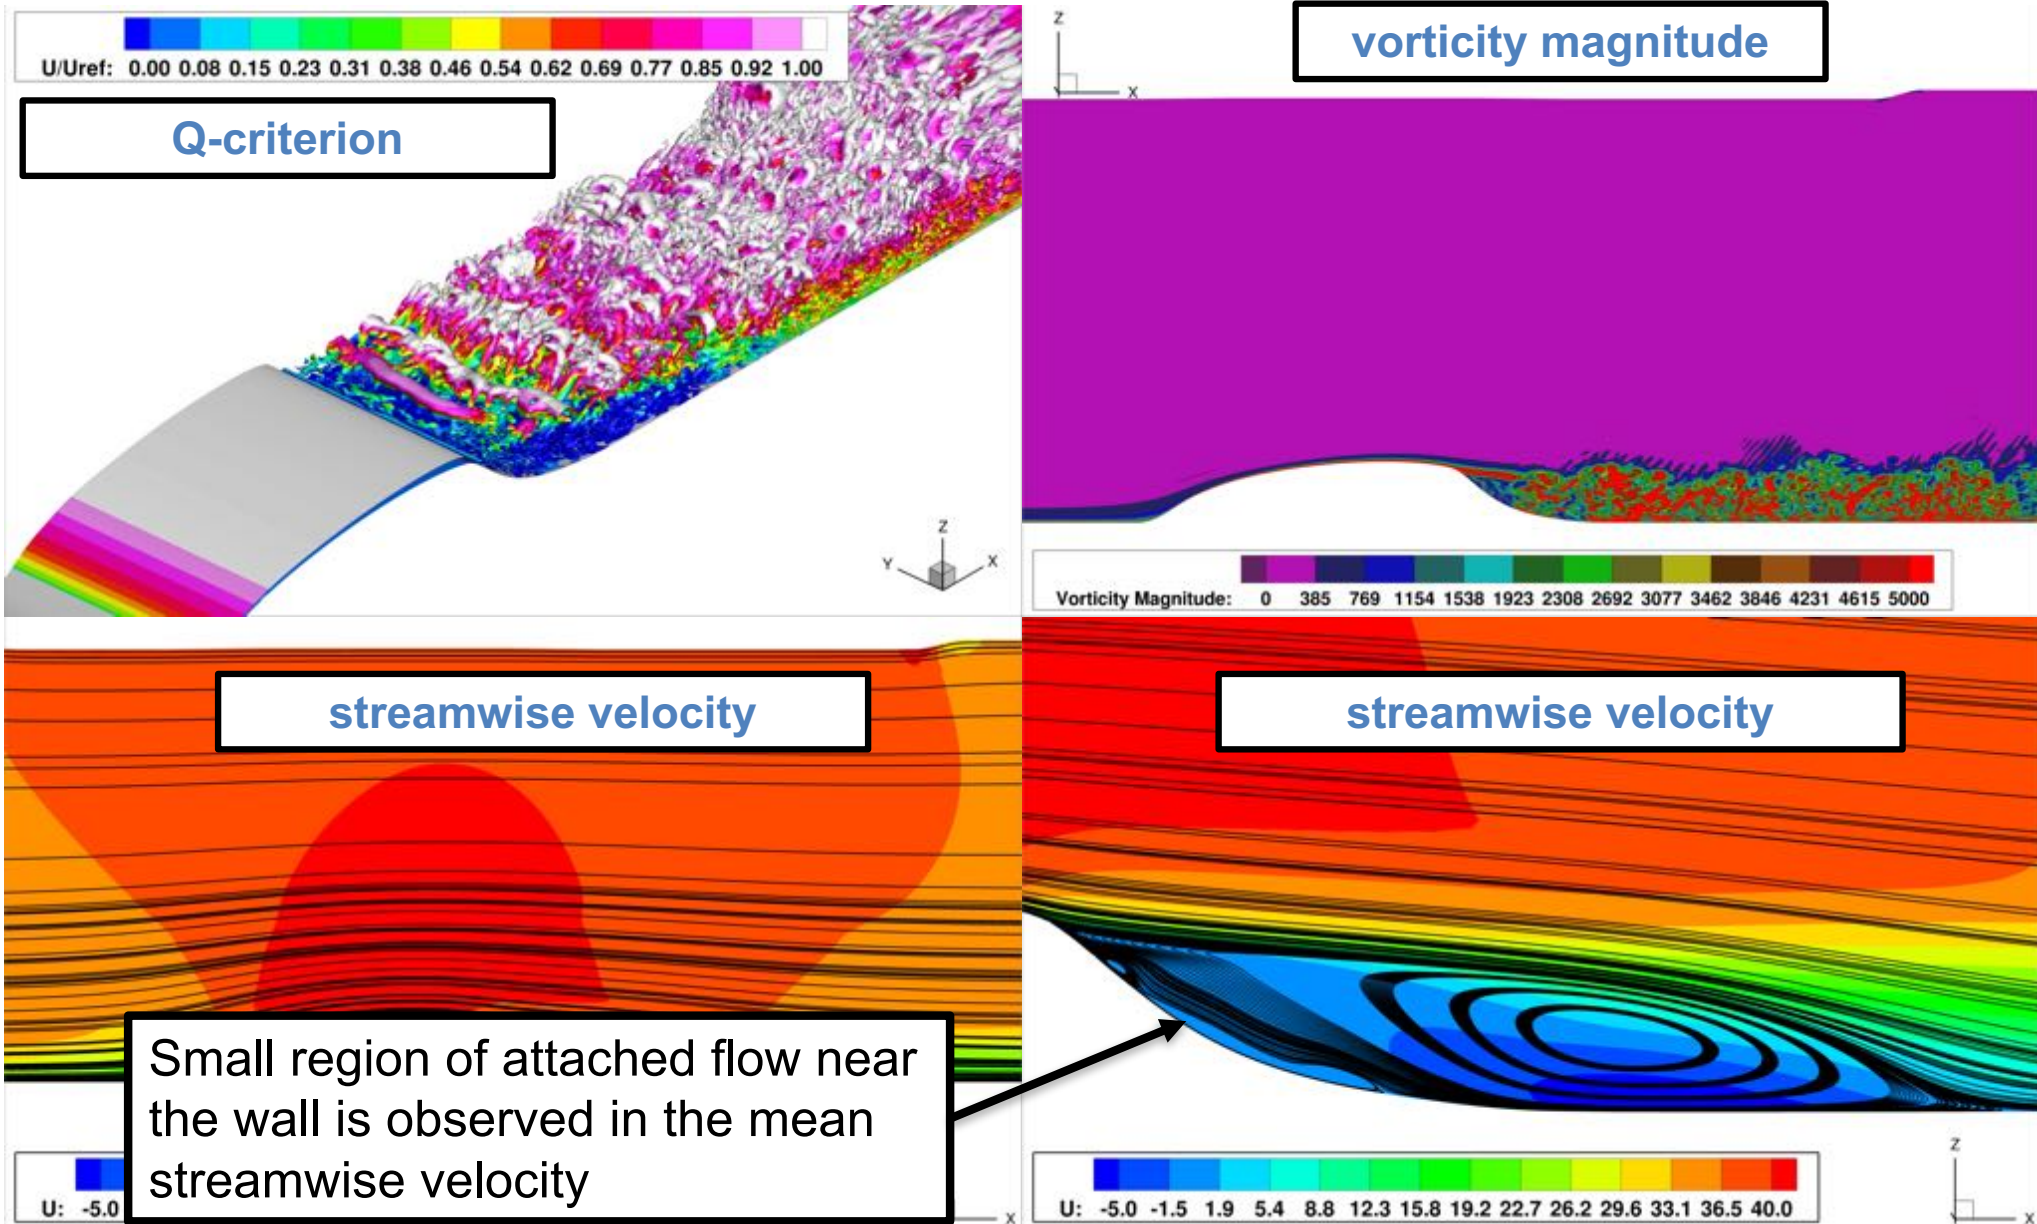 U/Uref: 0.00 0.08 0.15 0.23 0.31 0.38 0.46 0.54 0.62 0.69 0.77 0.85 0.92 1.00
Q-criterion
Z
Y
X
Z
X
vorticity magnitude
Vorticity Magnitude: 0 385 769 1154 1538 1923 2308 2692 3077 3462 3846 4231 4615 5000
streamwise velocity
Small region of attached flow near
the wall is observed in the mean
streamwise velocity
U: -5.0
X
streamwise velocity
U: -5.0 -1.5 1.9 5.4 8.8 12.3 15.8 19.2 22.7 26.2 29.6 33.1 36.5 40.0
Z
X